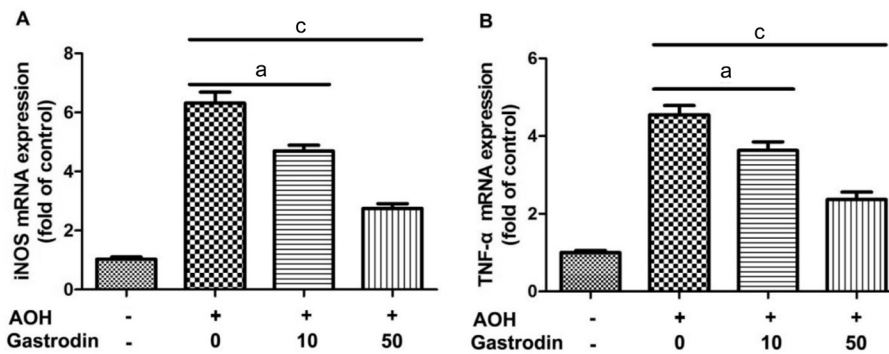 A
c
a
iNOS mRNA expression
(fold of control)
8
6
4
2
0
AOH - + + +
Gastrodin - 0 10 50
B
c
a
TNF-α mRNA expression
(fold of control)
6
4
2
0
AOH - + + +
Gastrodin - 0 10 50